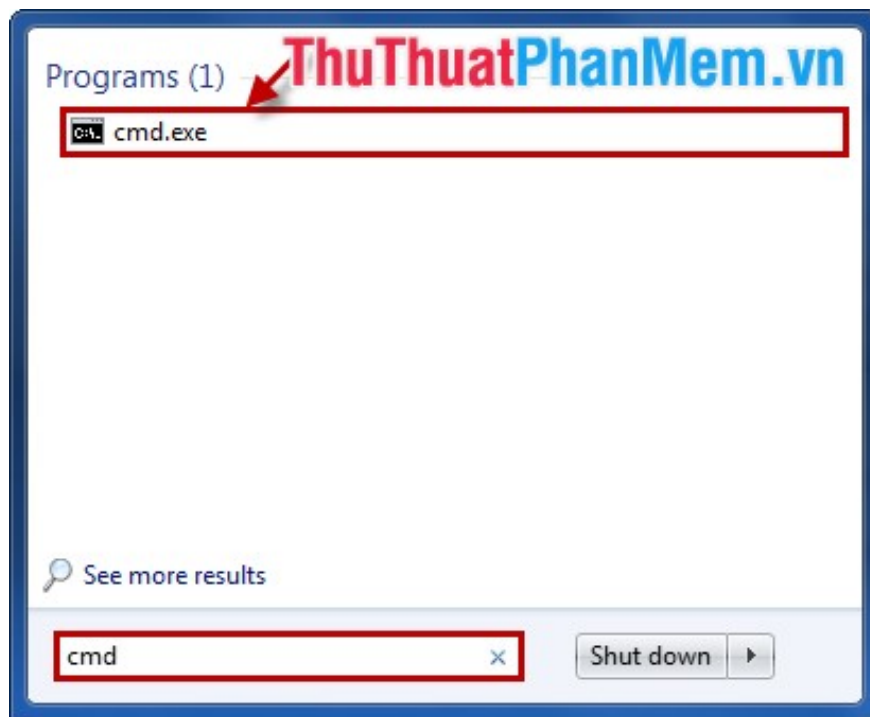 Programs (1)
ThuThuatPhanMem.vn
C:\.
cmd.exe
See more results
cmd
Shut down